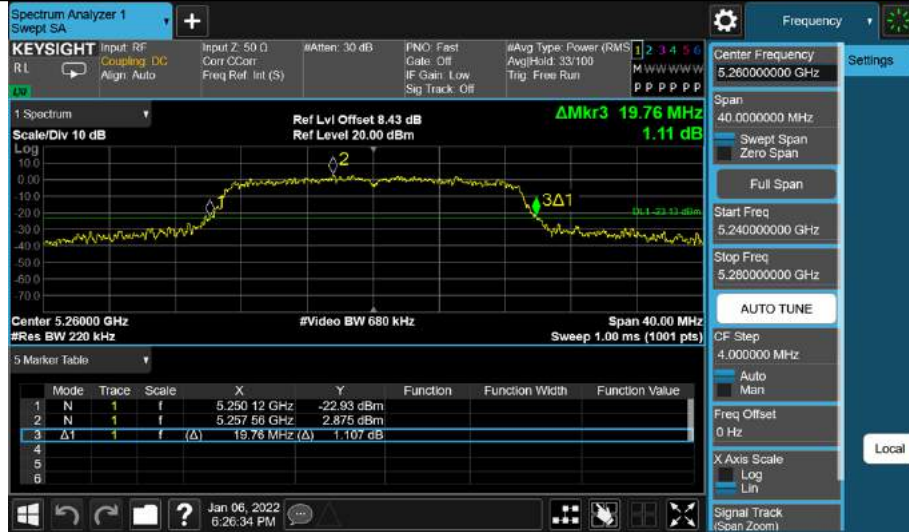 Spectrum Analyzer 1
Swept SA
Frequency
KEYSIGHT
RL
LXI
Input: RF
Coupling: DC
Align: Auto
Input Z: 50 Ω
Corr CCorr
Freq Ref: Int (S)
#Atten: 30 dB
PNO: Fast
Gate: Off
IF Gain: Low
Sig Track: Off
#Avg Type: Power (RMS
Avg|Hold: 33/100
Trig: Free Run
1 2 3 4 5 6
M W W W W W
P P P P P P
1 Spectrum
Scale/Div 10 dB
Ref Lvl Offset 8.43 dB
Ref Level 20.00 dBm
ΔMkr3 19.76 MHz
1.11 dB
Log
10.0
0.00
-10.0
-20.0
-30.0
-40.0
-50.0
-60.0
-70.0
1
2
3Δ1
DL1 -23.13 dBm
Center 5.26000 GHz
#Res BW 220 kHz
#Video BW 680 kHz
Span 40.00 MHz
Sweep 1.00 ms (1001 pts)
5 Marker Table
Mode Trace Scale X Y Function Function Width Function Value
1 N 1 f 5.250 12 GHz -22.93 dBm
2 N 1 f 5.257 56 GHz 2.875 dBm
3 Δ1 1 f (Δ) 19.76 MHz (Δ) 1.107 dB
4
5
6
Jan 06, 2022
6:26:34 PM
Center Frequency
5.260000000 GHz
Span
40.0000000 MHz
Swept Span
Zero Span
Full Span
Start Freq
5.240000000 GHz
Stop Freq
5.280000000 GHz
AUTO TUNE
CF Step
4.000000 MHz
Auto
Man
Freq Offset
0 Hz
X Axis Scale
Log
Lin
Signal Track
(Span Zoom)
Settings
Local